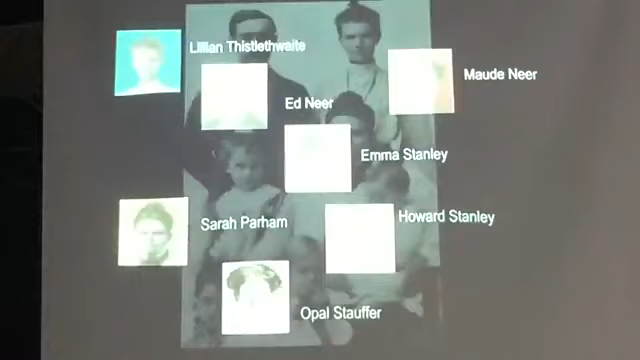 Lillian Thistlethwaite
Maude Neer
Ed Neer
Emma Stanley
Sarah Parham
Howard Stanley
Opal Stauffer